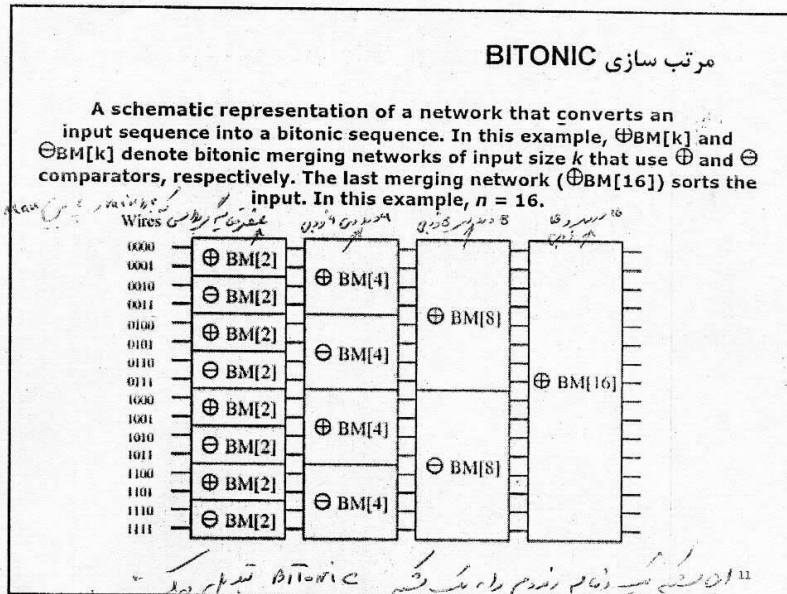 مرتب سازی BITONIC
A schematic representation of a network that converts an
input sequence into a bitonic sequence. In this example, ⊕BM[k] and
⊖BM[k] denote bitonic merging networks of input size k that use ⊕ and ⊖
comparators, respectively. The last merging network (⊕BM[16]) sorts the
input. In this example, n = 16.
Wires
0000
0001
0010
0011
0100
0101
0110
0111
1000
1001
1010
1011
1100
1101
1110
1111
⊕ BM[2]
⊖ BM[2]
⊕ BM[2]
⊖ BM[2]
⊕ BM[2]
⊖ BM[2]
⊕ BM[2]
⊖ BM[2]
⊕ BM[4]
⊖ BM[4]
⊕ BM[4]
⊖ BM[4]
⊕ BM[8]
⊖ BM[8]
⊕ BM[16]
را به یک BITONIC تبدیل
11